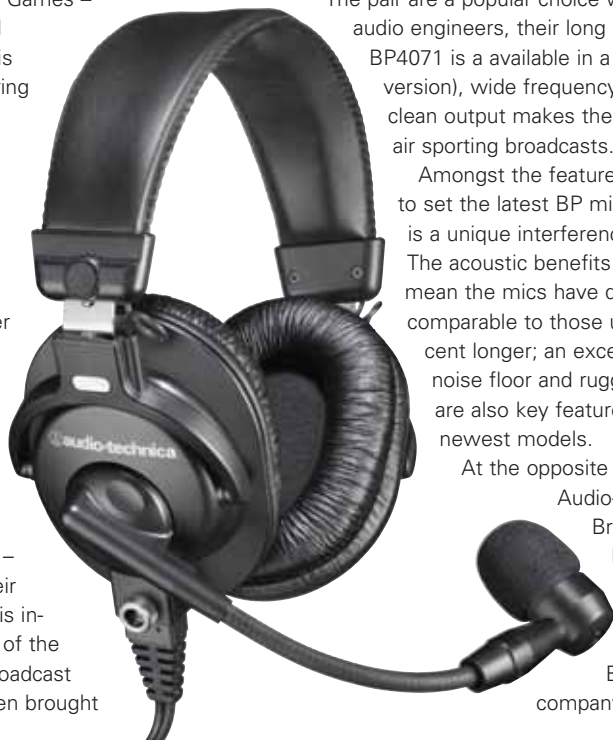 Games –
is
ing
er
–
eir
is in-
of the
oadcast
en brought
audio-technica
The pair are a popular choice w
audio engineers, their long
BP4071 is a available in a
version), wide frequency
clean output makes the
air sporting broadcasts.
Amongst the feature
to set the latest BP mi
is a unique interferenc
The acoustic benefits
mean the mics have c
comparable to those u
cent longer; an exce
noise floor and rugg
are also key feature
newest models.
At the opposite
Audio-
Br
company